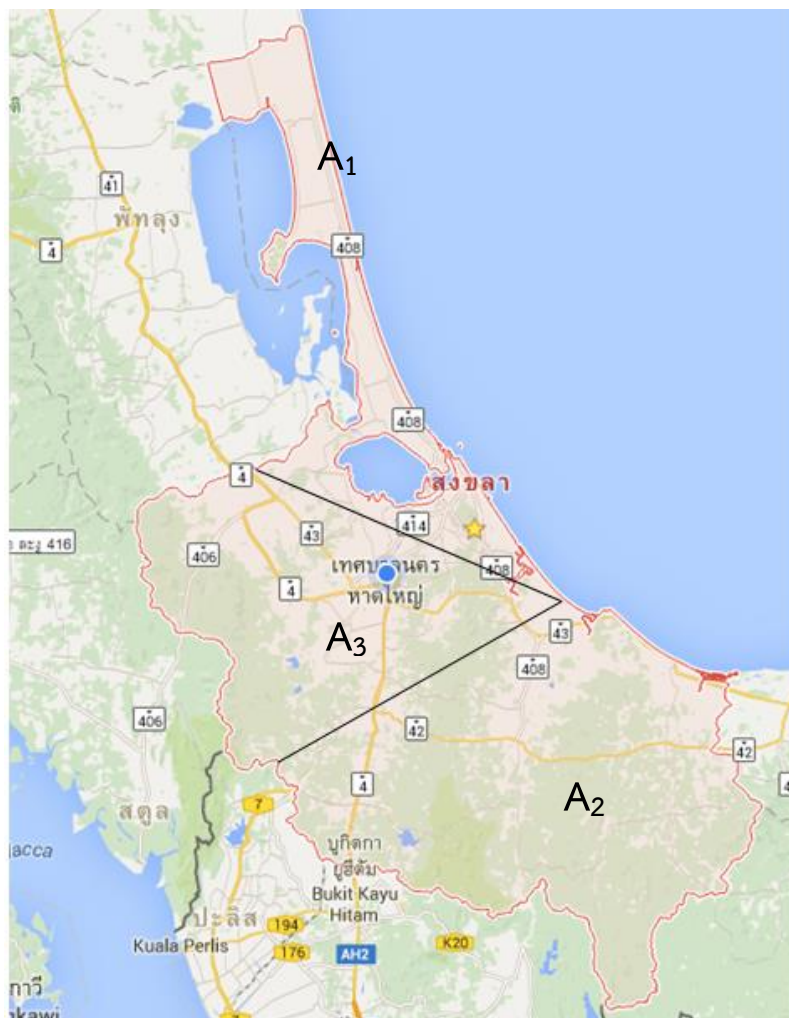 A₁
41
พัทลุง
4
408
408
4
สงขลา
414
43
406
408
เทศบาลนคร
หาดใหญ่
ละงู 416
4
43
A₃
408
406
42
42
4
A₂
7
สตูล
acca
บูกิตกา
ยูฮีตัม
Bukit Kayu
Hitam
ปะลิส
194
Kuala Perlis
176
AH2
K20
กาวี
kawi